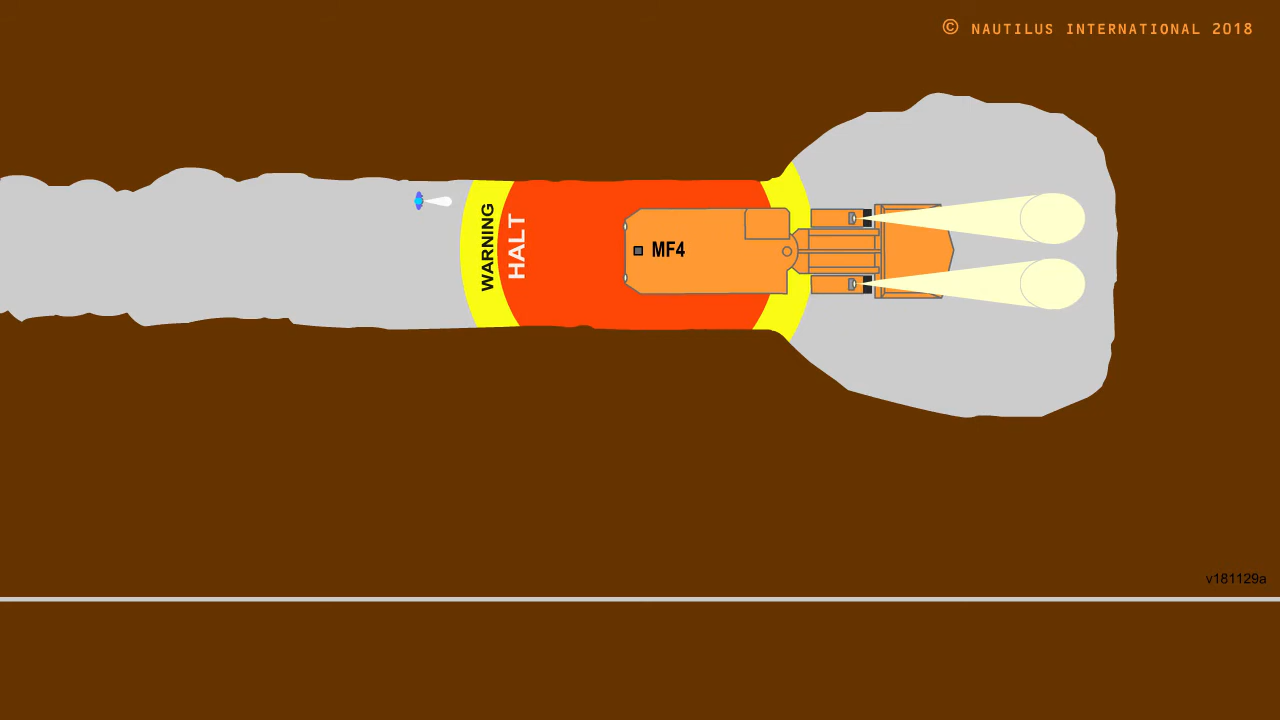 © NAUTILUS INTERNATIONAL 2018
WARNING
HALT
MF4
v181129a